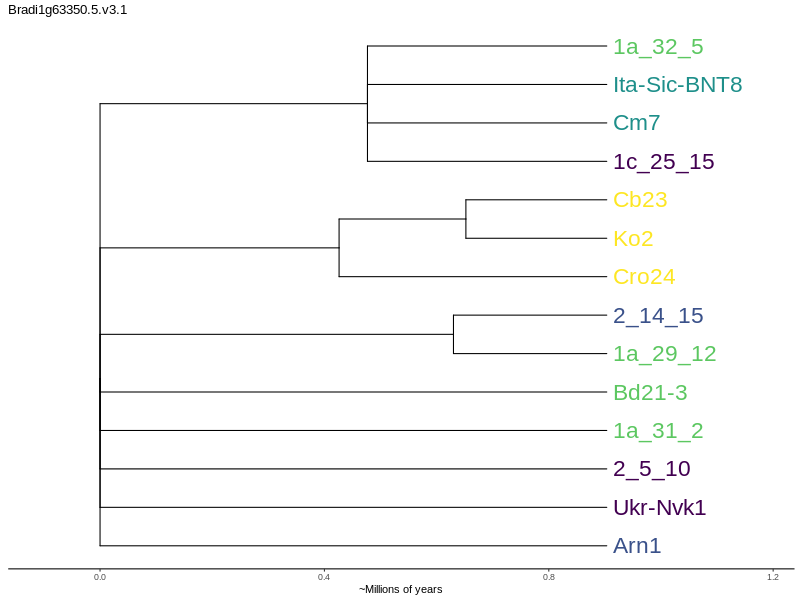 Bradi1g63350.5.v3.1
1a_32_5
Ita-Sic-BNT8
Cm7
1c_25_15
Cb23
Ko2
Cro24
2_14_15
1a_29_12
Bd21-3
1a_31_2
2_5_10
Ukr-Nvk1
Arn1
0.0 0.4 0.8 1.2
~Millions of years